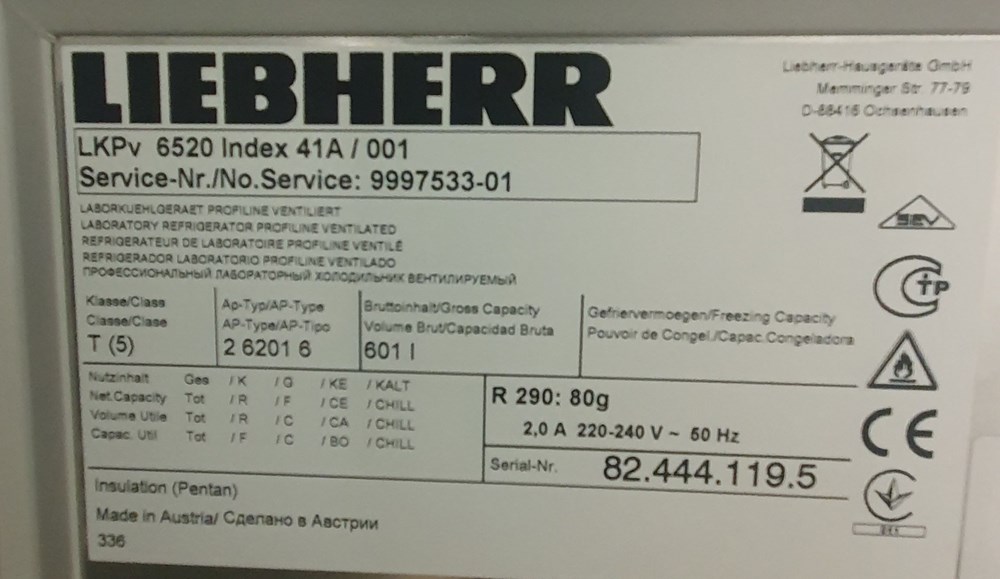 LIEBHERR
Liebherr-Hausgeräte GmbH
Memminger Str. 77-79
D-88416 Ochsenhausen
LKPv 6520 Index 41A / 001
Service-Nr./No.Service: 9997533-01
LABORKUEHLGERAET PROFILINE VENTILIERT
LABORATORY REFRIGERATOR PROFILINE VENTILATED
REFRIGERATEUR DE LABORATOIRE PROFILINE VENTILÉ
REFRIGERADOR LABORATORIO PROFILINE VENTILADO
ПРОФЕССИОНАЛЬНЫЙ ЛАБОРАТОРНЫЙ ХОЛОДИЛЬНИК ВЕНТИЛИРУЕМЫЙ
SEV
Klasse/Class
Classe/Clase
T (5)
Ap-Typ/AP-Type
AP-Type/AP-Tipo
2 6201 6
Bruttoinhalt/Gross Capacity
Volume Brut/Capacidad Bruta
601 l
Gefriervermoegen/Freezing Capacity
Pouvoir de Congel./Capac.Congeladora
Nutzinhalt Ges / K / G / KE / KALT
Net.Capacity Tot / R / F / CE / CHILL
Volume Utile Tot / R / C / CA / CHILL
Capac. Util Tot / F / C / BO / CHILL
R 290: 80g
2,0 A 220-240 V ~ 50 Hz
Serial-Nr. 82.444.119.5
CTP
CE
Insulation (Pentan)
Made in Austria/ Сделано в Австрии
336